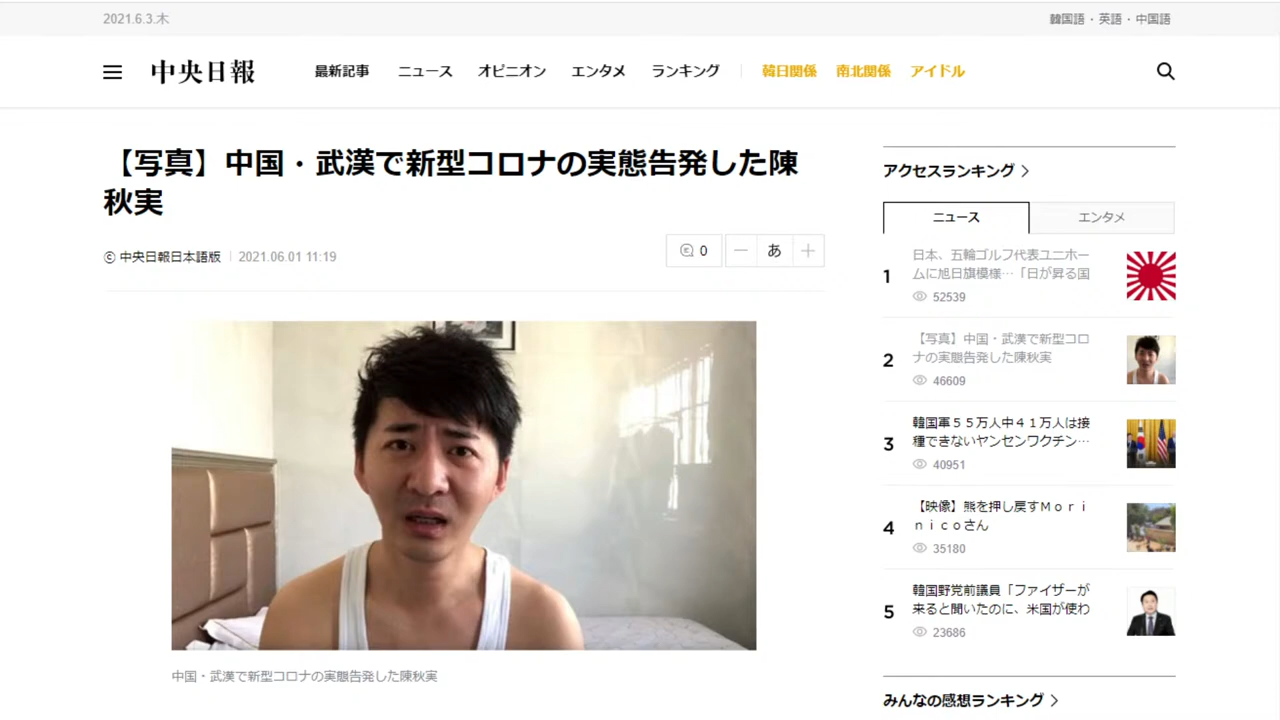 2021.6.3.木
韓国語・英語・中国語
中央日報
最新記事 ニュース オピニオン エンタメ ランキング 韓日関係 南北関係 アイドル
【写真】中国・武漢で新型コロナの実態告発した陳
秋実
ⓒ 中央日報日本語版 2021.06.01 11:19
0
あ
中国・武漢で新型コロナの実態告発した陳秋実
アクセスランキング
ニュース エンタメ
1
日本、五輪ゴルフ代表ユニホー
ムに旭日旗模様…「日が昇る国
52539
2
【写真】中国・武漢で新型コロ
ナの実態告発した陳秋実
46609
3
韓国軍５５万人中４１万人は接
種できないヤンセンワクチン…
40951
4
【映像】熊を押し戻すＭｏｒｉ
ｎｉｃｏさん
35180
5
韓国野党前議員「ファイザーが
来ると聞いたのに、米国が使わ
23686
みんなの感想ランキング